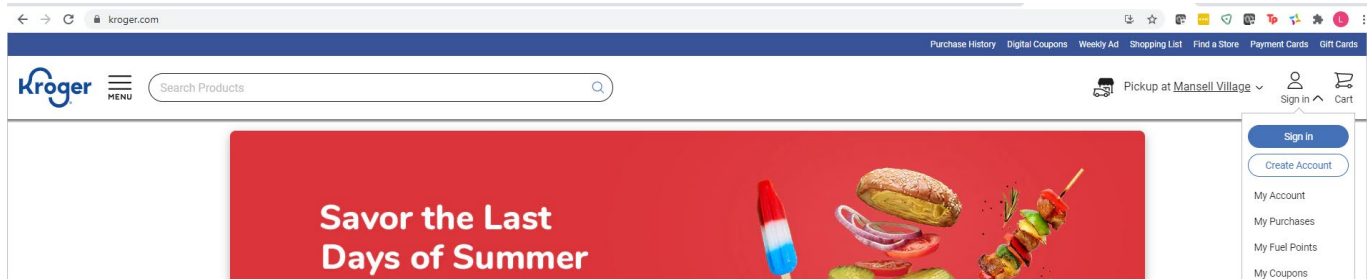 kroger.com
Purchase History Digital Coupons Weekly Ad Shopping List Find a Store Payment Cards Gift Cards
Kroger
MENU
Search Products
Pickup at Mansell Village
Sign in
Cart
Sign in
Create Account
My Account
My Purchases
My Fuel Points
My Coupons
Savor the Last
Days of Summer